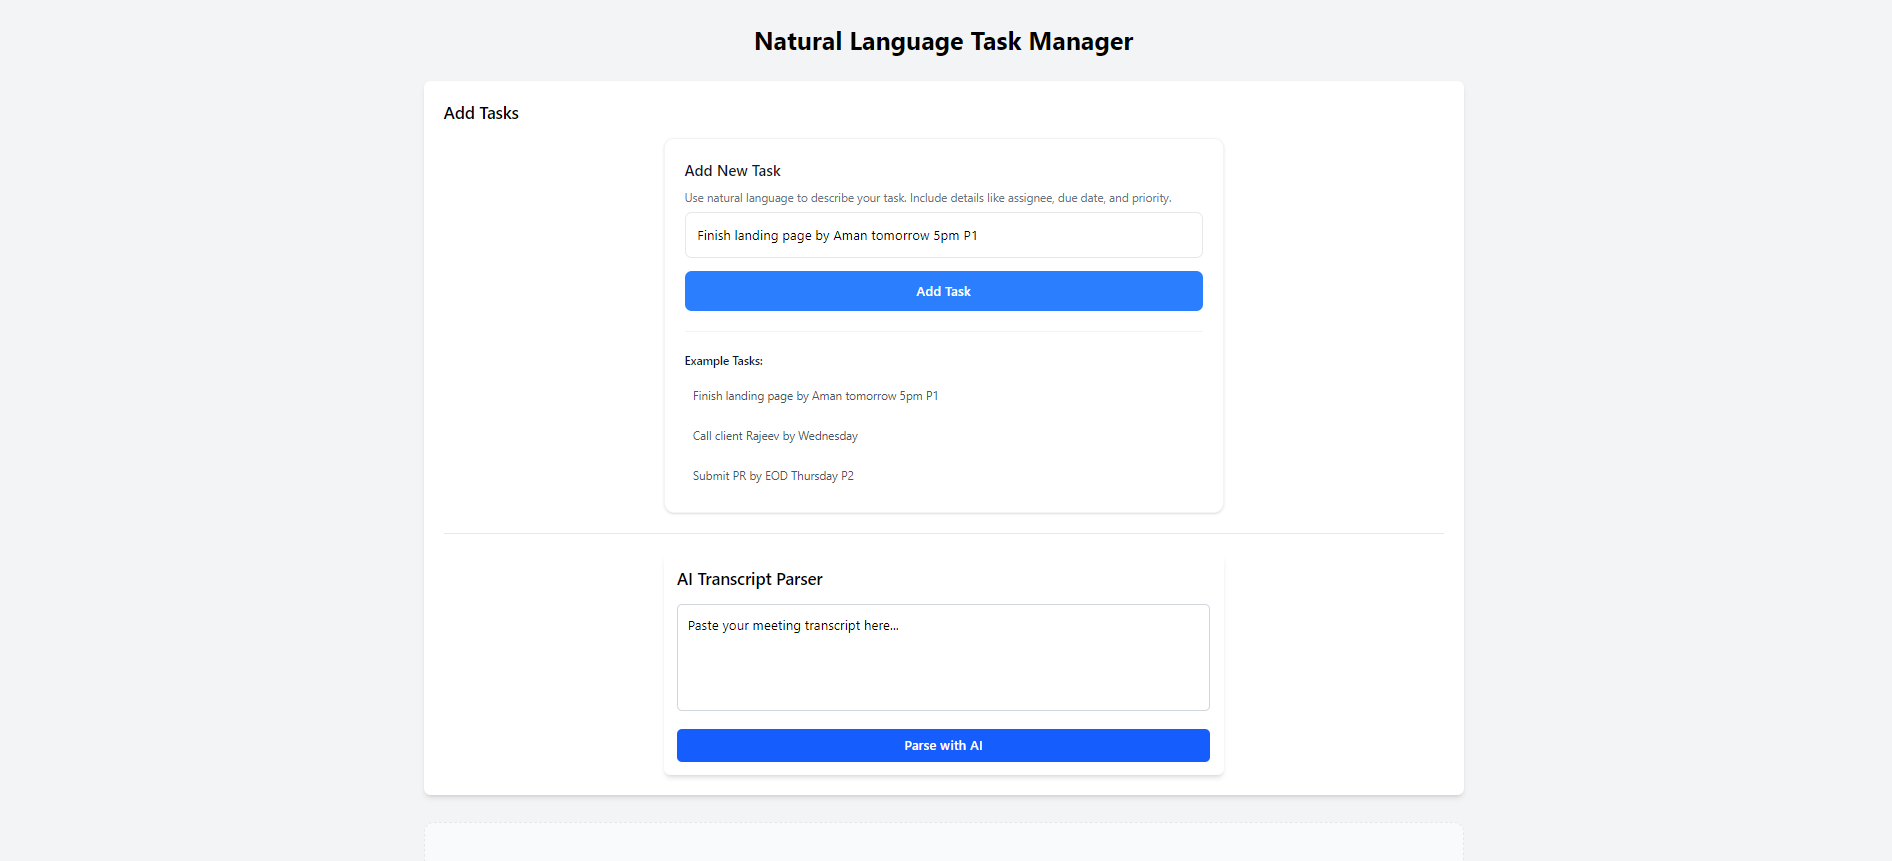 Natural Language Task Manager
Add Tasks
Add New Task
Use natural language to describe your task. Include details like assignee, due date, and priority.
Finish landing page by Aman tomorrow 5pm P1
Add Task
Example Tasks:
Finish landing page by Aman tomorrow 5pm P1
Call client Rajeev by Wednesday
Submit PR by EOD Thursday P2
AI Transcript Parser
Paste your meeting transcript here...
Parse with AI